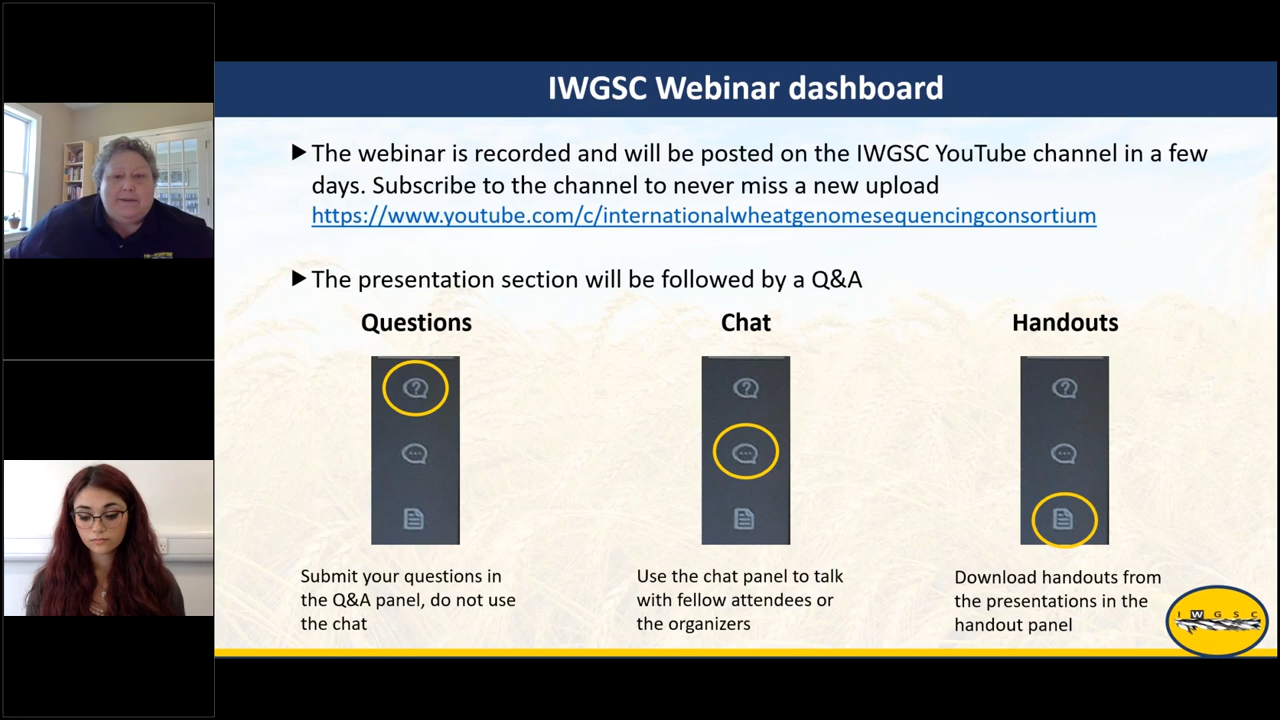 IWGSC Webinar dashboard
The webinar is recorded and will be posted on the IWGSC YouTube channel in a few
days. Subscribe to the channel to never miss a new upload
https://www.youtube.com/c/internationalwheatgenomesequencingconsortium
The presentation section will be followed by a Q&A
Questions
Submit your questions in
the Q&A panel, do not use
the chat
Chat
Use the chat panel to talk
with fellow attendees or
the organizers
Handouts
Download handouts from
the presentations in the
handout panel
I W G S C